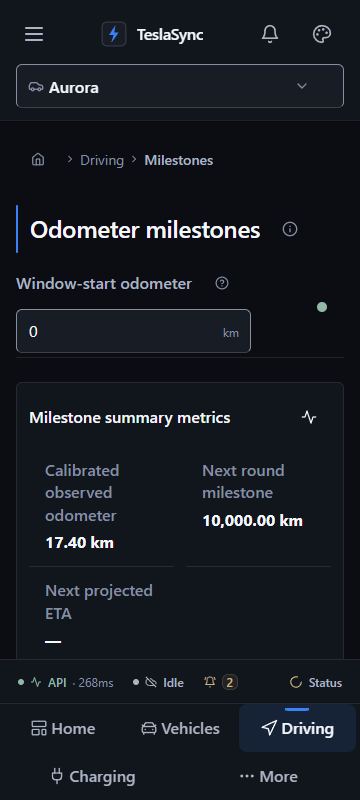 TeslaSync
Aurora
Driving
Milestones
Odometer milestones
Window-start odometer
0
km
Milestone summary metrics
Calibrated
observed
odometer
17.40 km
Next round
milestone
10,000.00 km
Next projected
ETA
—
API · 268ms
Idle
2
Status
Home
Vehicles
Driving
Charging
More